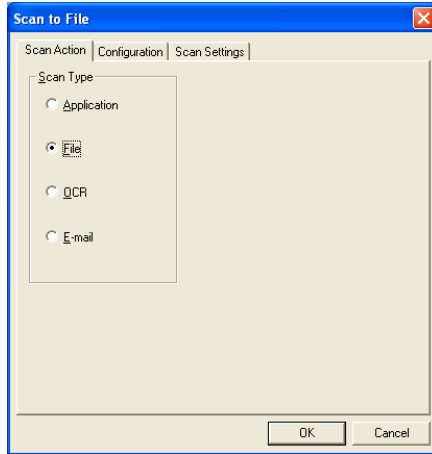 Scan to File
Scan Action Configuration Scan Settings
Scan Type
Application
File
OCR
E-mail
OK Cancel